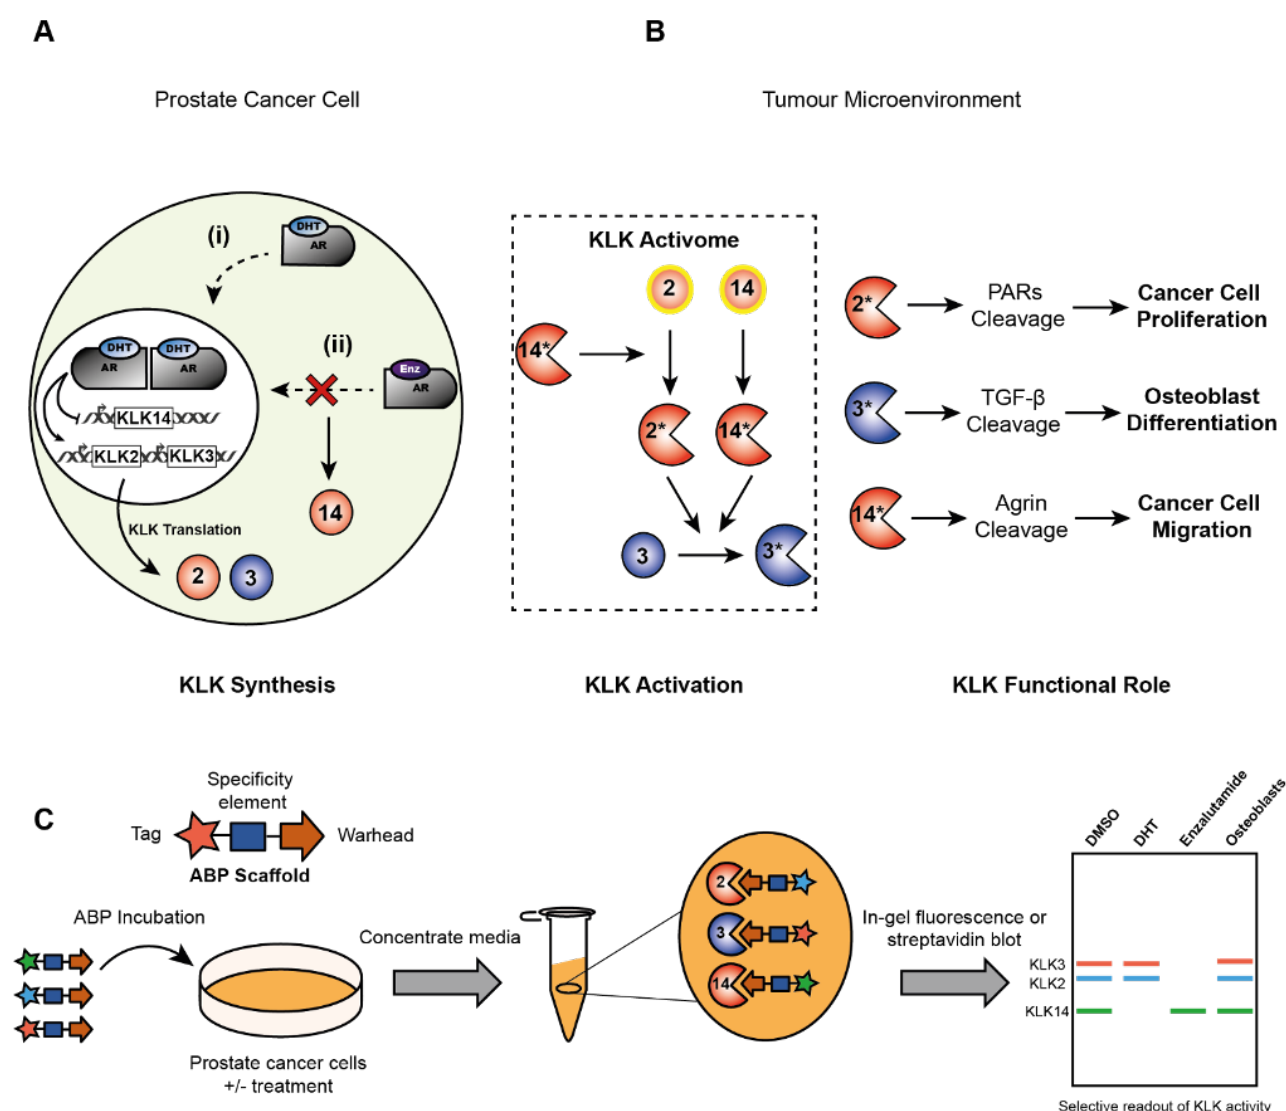 A
B
Prostate Cancer Cell
Tumour Microenvironment
(i)
DHT
AR
DHT
DHT
AR
AR
(ii)
Enz
AR
KLK14
KLK2
KLK3
14
KLK Translation
2
3
KLK Activome
2
14
14*
2*
14*
3
3*
2*
PARs
Cleavage
Cancer Cell
Proliferation
3*
TGF-β
Cleavage
Osteoblast
Differentiation
14*
Agrin
Cleavage
Cancer Cell
Migration
KLK Synthesis
KLK Activation
KLK Functional Role
C
Specificity
element
Tag
Warhead
ABP Scaffold
ABP Incubation
Prostate cancer cells
+/- treatment
Concentrate media
2
3
14
In-gel fluorescence or
streptavidin blot
DMSO
DHT
Enzalutamide
Osteoblasts
KLK3
KLK2
KLK14
Selective readout of KLK activity